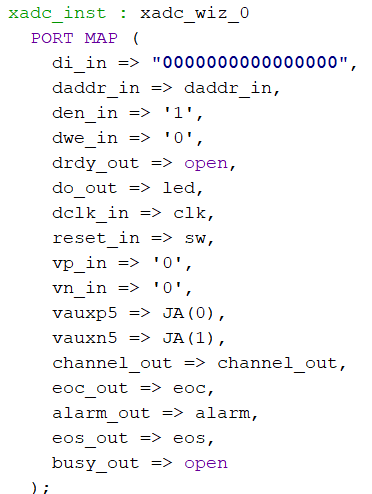 xadc_inst : xadc_wiz_0
PORT MAP (
di_in => "0000000000000000",
daddr_in => daddr_in,
den_in => '1',
dwe_in => '0',
drdy_out => open,
do_out => led,
dclk_in => clk,
reset_in => sw,
vp_in => '0',
vn_in => '0',
vauxp5 => JA(0),
vauxn5 => JA(1),
channel_out => channel_out,
eoc_out => eoc,
alarm_out => alarm,
eos_out => eos,
busy_out => open
);